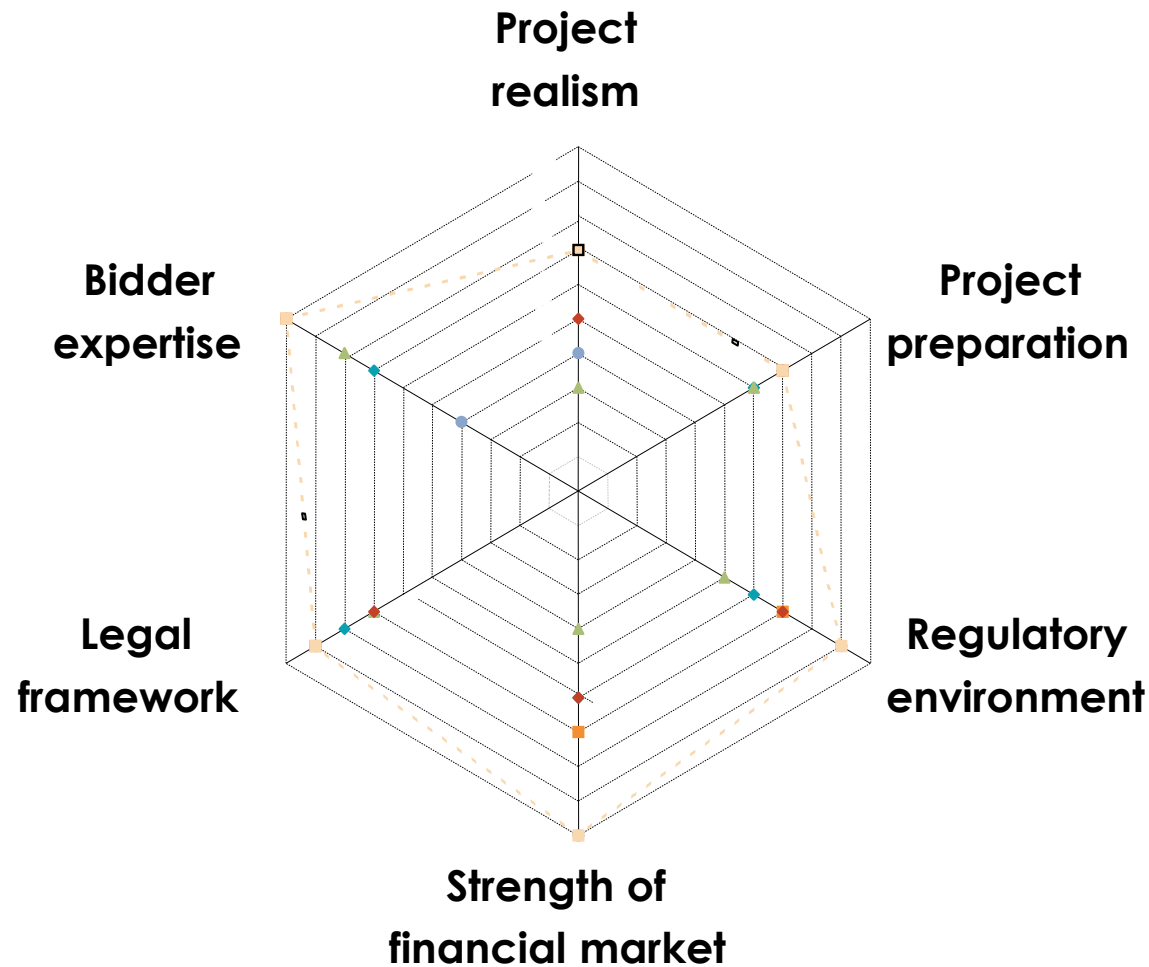 Project
realism
Bidder
expertise
Project
preparation
Legal
framework
Regulatory
environment
Strength of
financial market